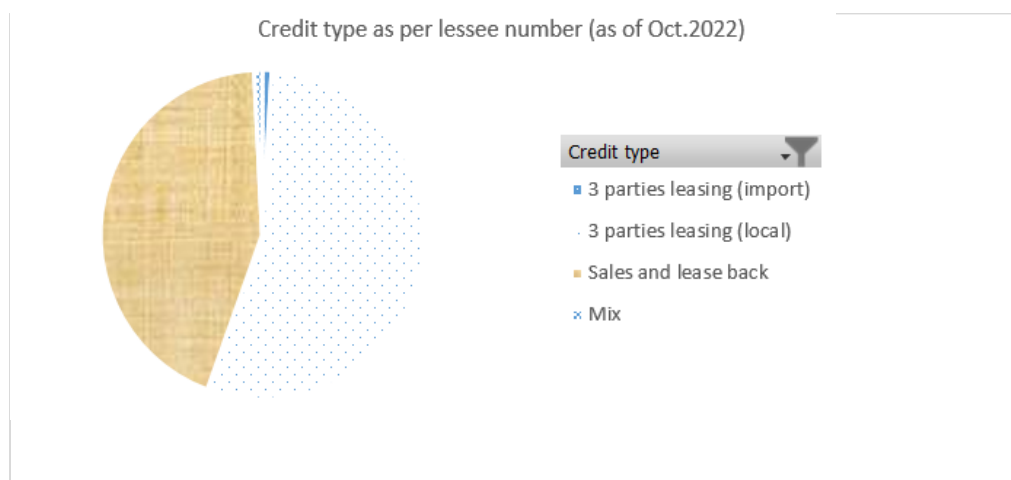 Credit type as per lessee number (as of Oct.2022)
Credit type
3 parties leasing (import)
3 parties leasing (local)
Sales and lease back
Mix